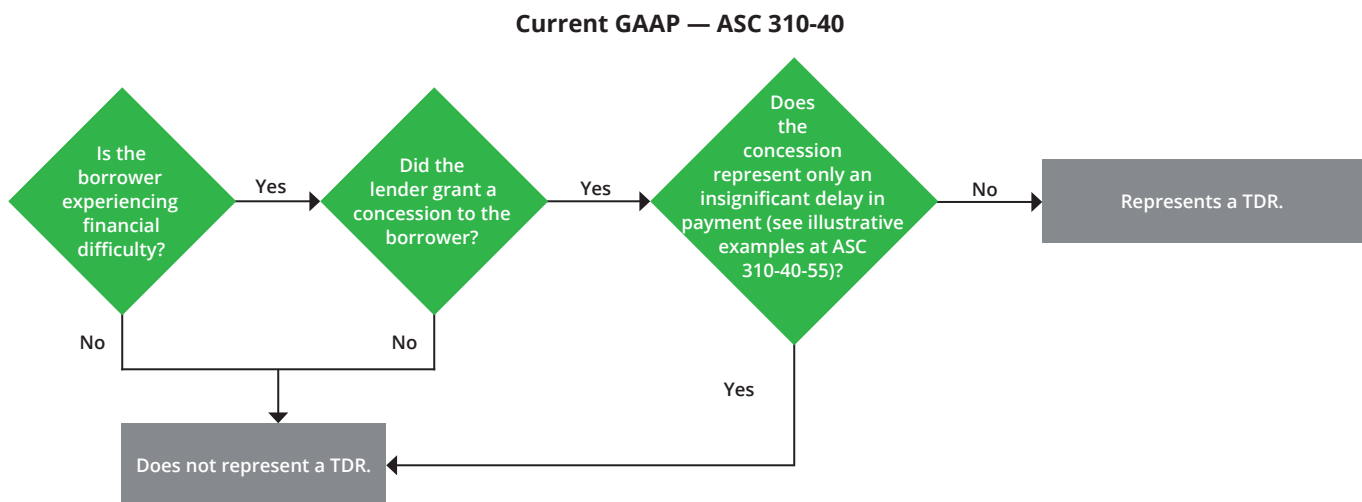 Current GAAP — ASC 310-40
Is the
borrower
experiencing
financial
difficulty?
Yes
Did the
lender grant a
concession to the
borrower?
Yes
Does
the
concession
represent only an
insignificant delay in
payment (see illustrative
examples at ASC
310-40-55)?
No
Represents a TDR.
No
No
Yes
Does not represent a TDR.